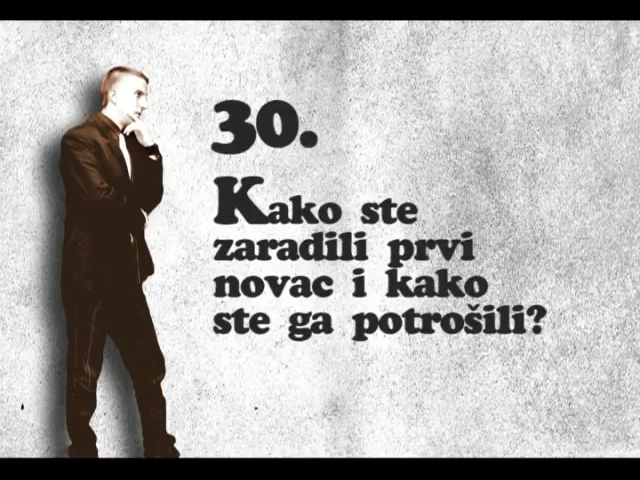 30.
Kako ste
zaradili prvi
novac i kako
ste ga potrošili?